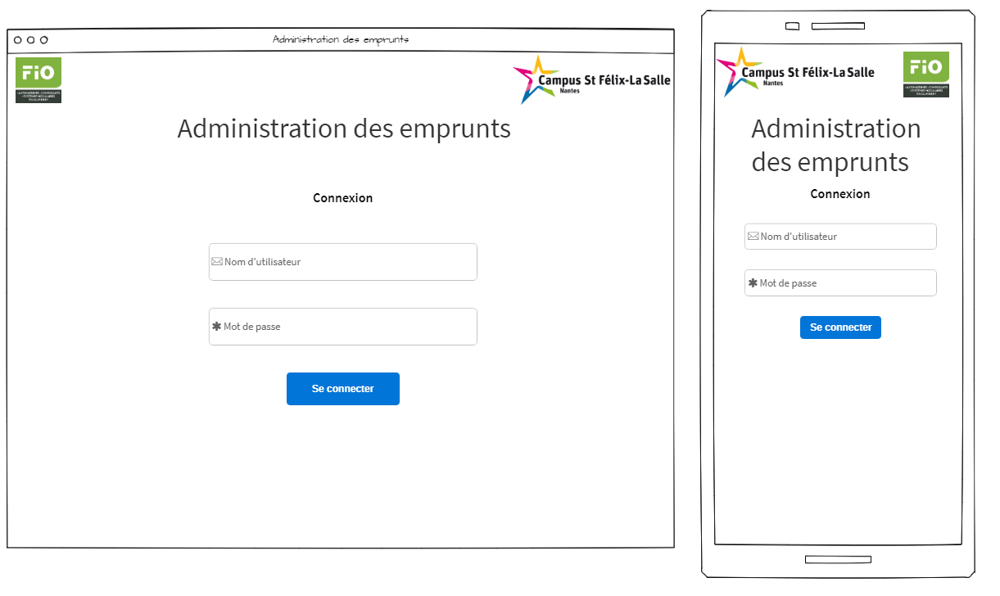 Administration des emprunts
FiO
Campus St Félix-La Salle
Nantes
Administration des emprunts
Connexion
Nom d'utilisateur
Mot de passe
Se connecter
Campus St Félix-La Salle
Nantes
FiO
Administration
des emprunts
Connexion
Nom d'utilisateur
Mot de passe
Se connecter